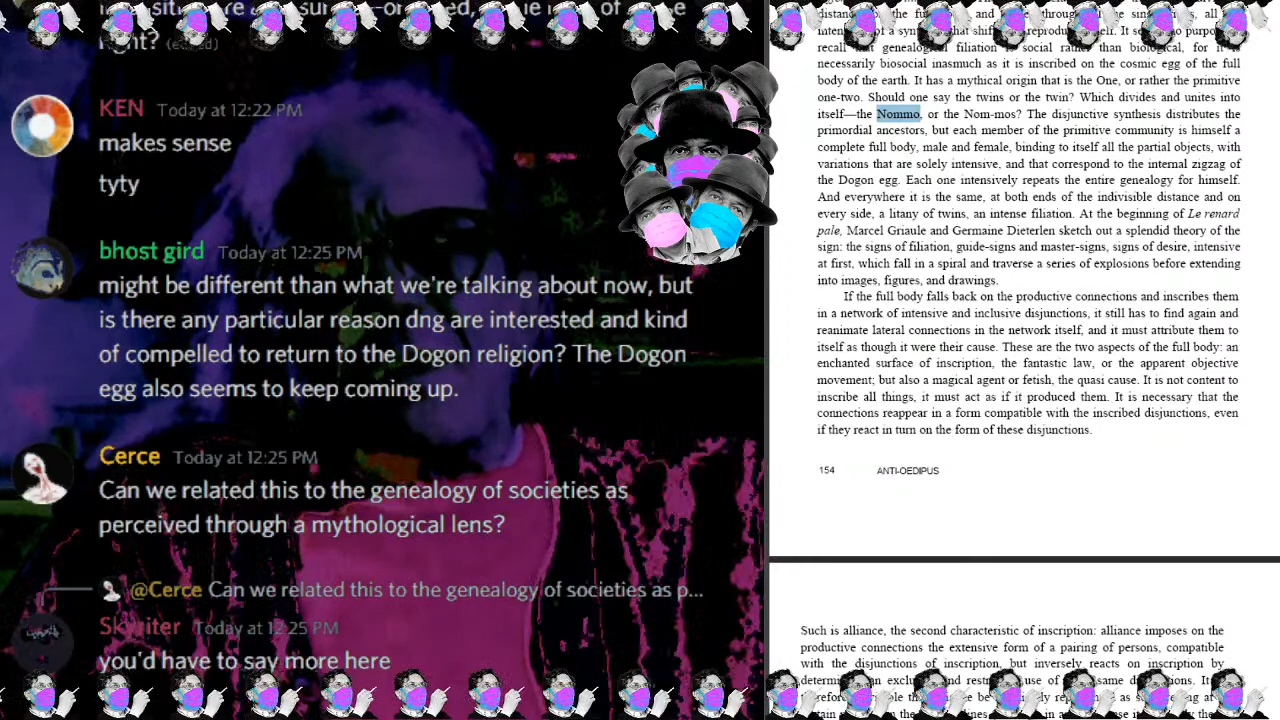 KEN Today at 12:22 PM
makes sense
tyty
bhost gird Today at 12:25 PM
might be different than what we're talking about now, but
is there any particular reason dng are interested and kind
of compelled to return to the Dogon religion? The Dogon
egg also seems to keep coming up.
Cerce Today at 12:25 PM
Can we related this to the genealogy of societies as
perceived through a mythological lens?
@Cerce Can we related this to the genealogy of societies as p...
Today at 12:25 PM
you'd have to say more here
recall that genealogical filiation is social rather than biological, for it is
necessarily biosocial inasmuch as it is inscribed on the cosmic egg of the full
body of the earth. It has a mythical origin that is the One, or rather the primitive
one-two. Should one say the twins or the twin? Which divides and unites into
itself—the Nommo, or the Nom-mos? The disjunctive synthesis distributes the
primordial ancestors, but each member of the primitive community is himself a
complete full body, male and female, binding to itself all the partial objects, with
variations that are solely intensive, and that correspond to the internal zigzag of
the Dogon egg. Each one intensively repeats the entire genealogy for himself.
And everywhere it is the same, at both ends of the indivisible distance and on
every side, a litany of twins, an intense filiation. At the beginning of Le renard
pale, Marcel Griaule and Germaine Dieterlen sketch out a splendid theory of the
sign: the signs of filiation, guide-signs and master-signs, signs of desire, intensive
at first, which fall in a spiral and traverse a series of explosions before extending
into images, figures, and drawings.
If the full body falls back on the productive connections and inscribes them
in a network of intensive and inclusive disjunctions, it still has to find again and
reanimate lateral connections in the network itself, and it must attribute them to
itself as though it were their cause. These are the two aspects of the full body: an
enchanted surface of inscription, the fantastic law, or the apparent objective
movement; but also a magical agent or fetish, the quasi cause. It is not content to
inscribe all things, it must act as if it produced them. It is necessary that the
connections reappear in a form compatible with the inscribed disjunctions, even
if they react in turn on the form of these disjunctions.
154 ANTI-OEDIPUS
Such is alliance, the second characteristic of inscription: alliance imposes on the
productive connections the extensive form of a pairing of persons, compatible
with the disjunctions of inscription, but inversely reacts on inscription by